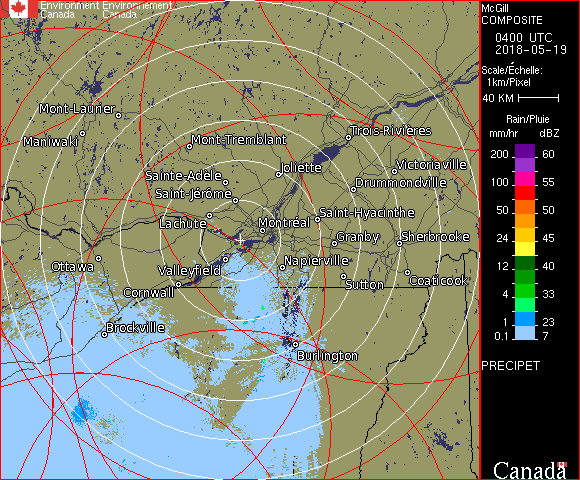 Environment Environnement
Canada Canada
McGill
COMPOSITE
0400 UTC
2018-05-19
Scale/Échelle:
1km/Pixel
40 KM
Rain/Pluie
mm/hr dBZ
200 60
100 55
50 50
24 45
12 40
4 33
1 23
0.1 7
PRECIPET
Canada
Mont-Laurier
Maniwaki
Mont-Tremblant
Trois-Rivières
Sainte-Adèle
Joliette
Victoriaville
Saint-Jérôme
Drummondville
Lachute
Montréal
Saint-Hyacinthe
Granby
Sherbrooke
Ottawa
Valleyfield
Napierville
Cornwall
Sutton
Coaticook
Brockville
Burlington